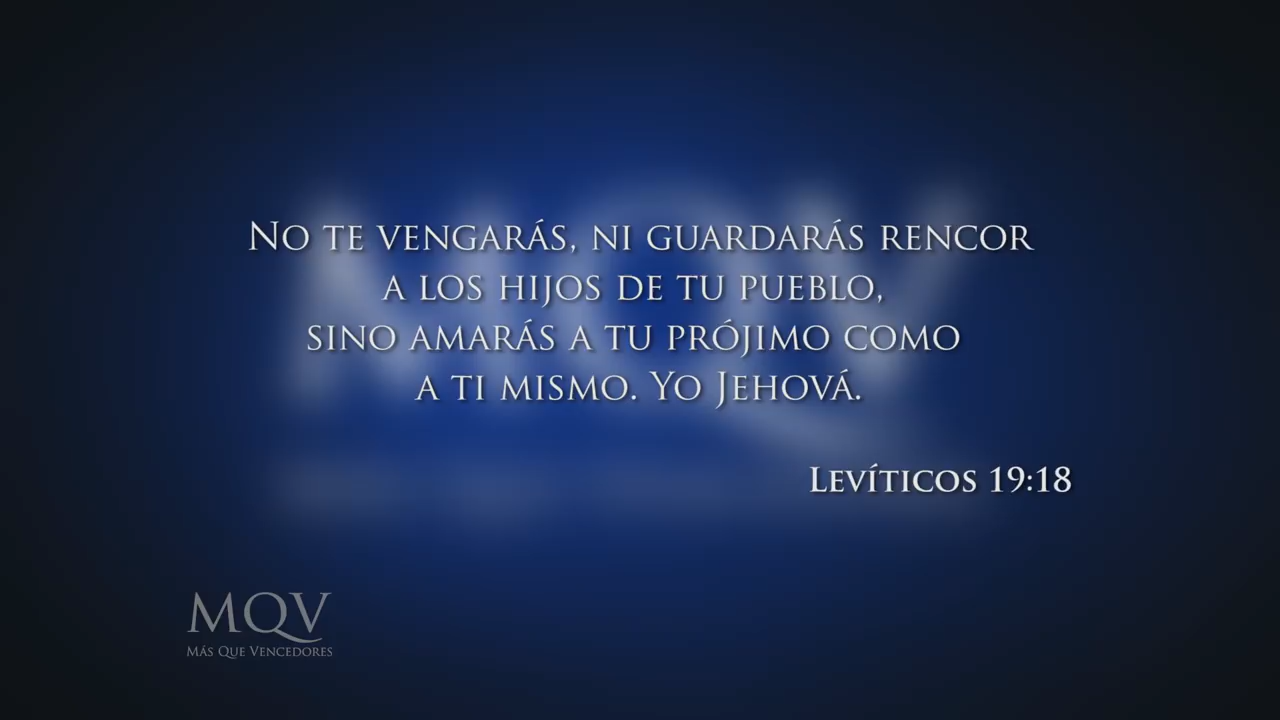 No te vengarás, ni guardarás rencor
a los hijos de tu pueblo,
sino amarás a tu prójimo como
a ti mismo. Yo Jehová.
Levíticos 19:18
MQV
Más Que Vencedores